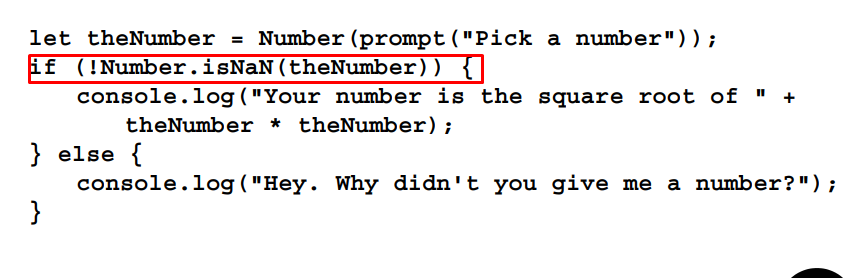 let theNumber = Number(prompt("Pick a number"));
if (!Number.isNaN(theNumber)) {
console.log("Your number is the square root of " +
theNumber * theNumber);
} else {
console.log("Hey. Why didn't you give me a number?");
}